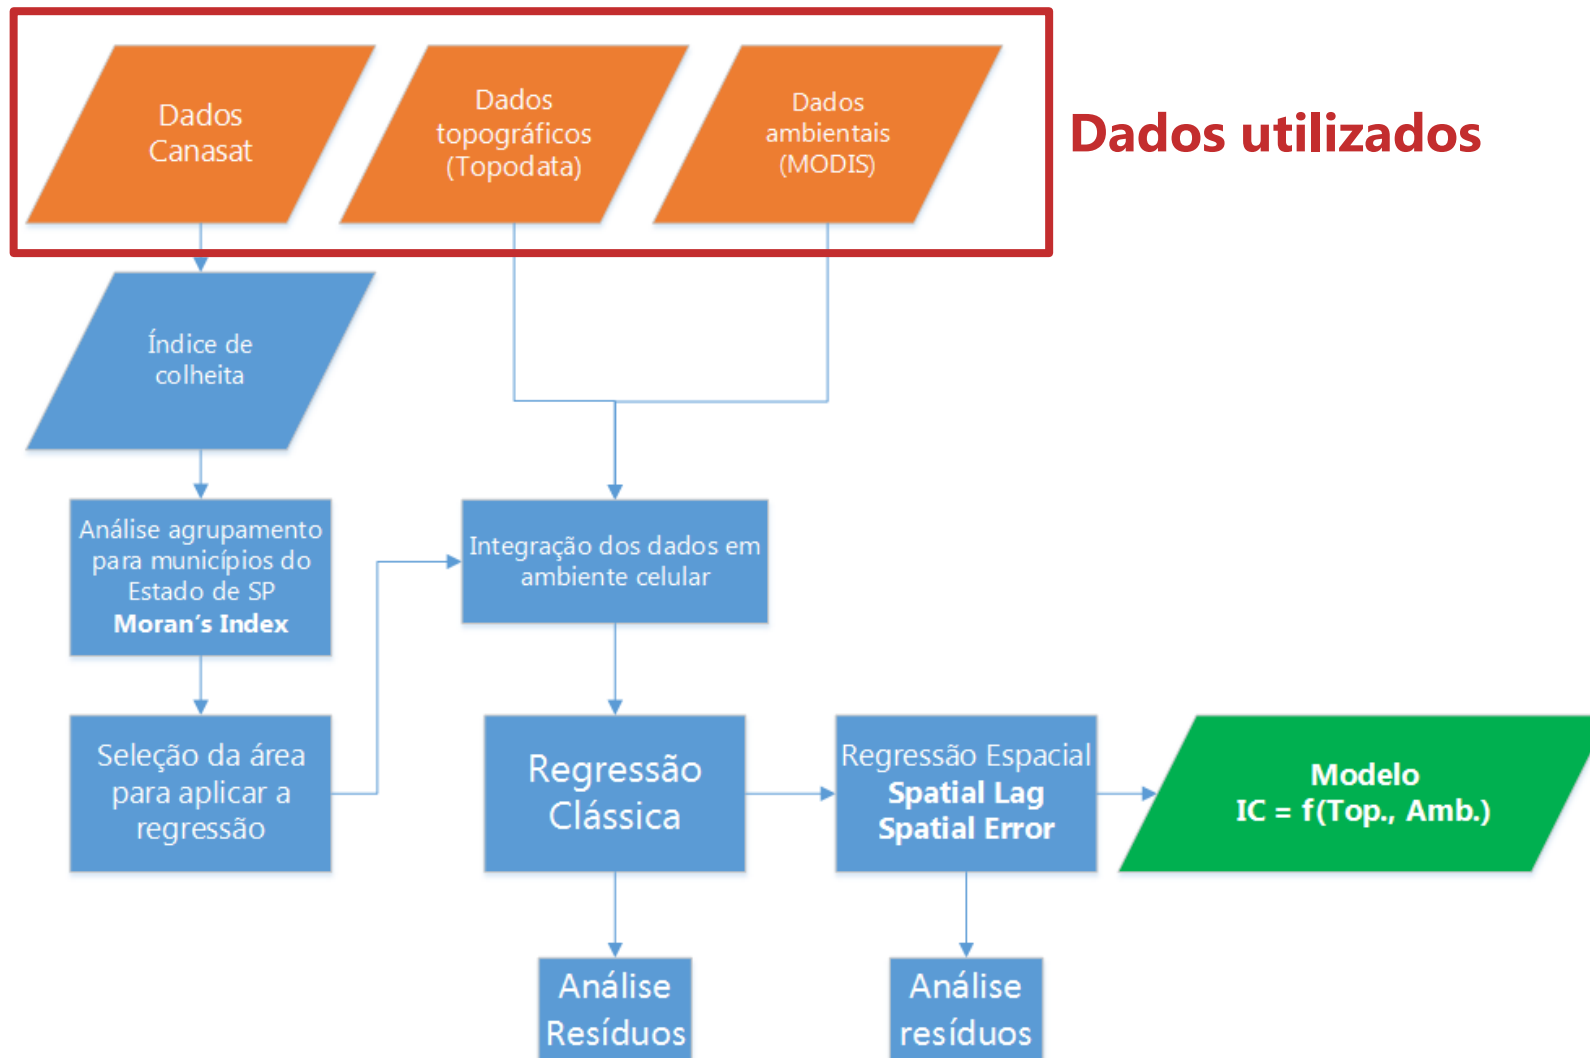 Dados
Canasat
Dados
topográficos
(Topodata)
Dados
ambientais
(MODIS)
Dados utilizados
Índice de
colheita
Análise agrupamento
para municípios do
Estado de SP
Moran's Index
Integração dos dados em
ambiente celular
Seleção da área
para aplicar a
regressão
Regressão
Clássica
Regressão Espacial
Spatial Lag
Spatial Error
Modelo
IC = f(Top., Amb.)
Análise
Resíduos
Análise
resíduos